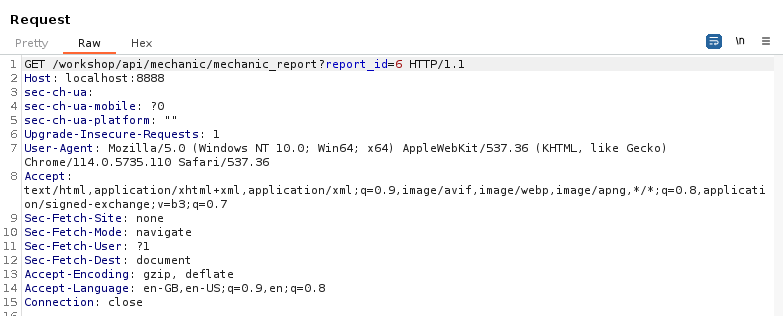 Request
Pretty Raw Hex \n
1 GET /workshop/api/mechanic/mechanic_report?report_id=6 HTTP/1.1
2 Host: localhost:8888
3 sec-ch-ua:
4 sec-ch-ua-mobile: ?0
5 sec-ch-ua-platform: ""
6 Upgrade-Insecure-Requests: 1
7 User-Agent: Mozilla/5.0 (Windows NT 10.0; Win64; x64) AppleWebKit/537.36 (KHTML, like Gecko)
Chrome/114.0.5735.110 Safari/537.36
8 Accept:
text/html,application/xhtml+xml,application/xml;q=0.9,image/avif,image/webp,image/apng,*/*;q=0.8,applicati
on/signed-exchange;v=b3;q=0.7
9 Sec-Fetch-Site: none
10 Sec-Fetch-Mode: navigate
11 Sec-Fetch-User: ?1
12 Sec-Fetch-Dest: document
13 Accept-Encoding: gzip, deflate
14 Accept-Language: en-GB,en-US;q=0.9,en;q=0.8
15 Connection: close
16